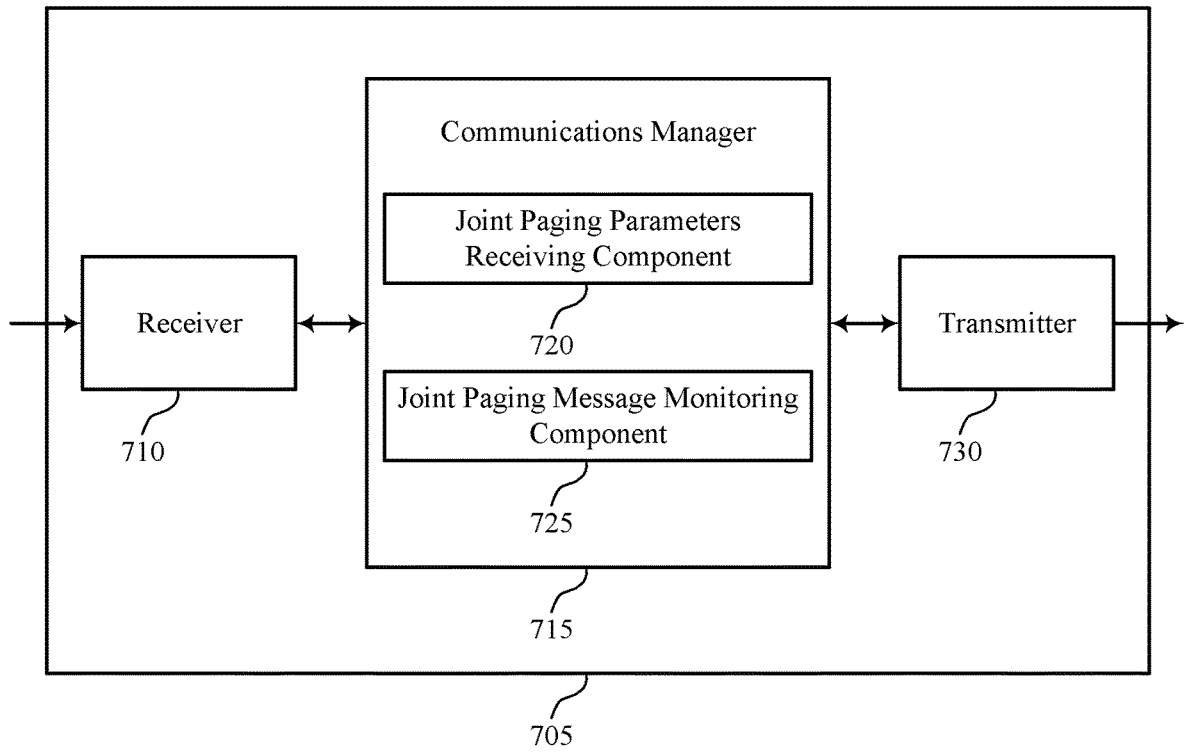 Communications Manager
Joint Paging Parameters
Receiving Component
720
Receiver
710
Transmitter
730
Joint Paging Message Monitoring
Component
725
715
705